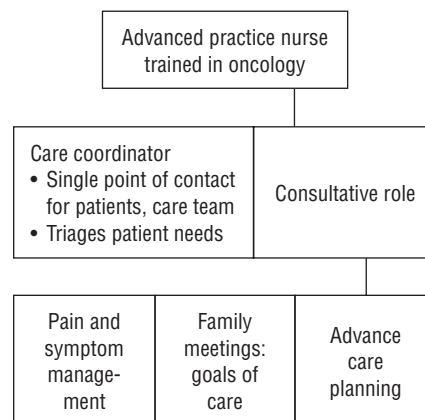 Advanced practice nurse
trained in oncology
Care coordinator
• Single point of contact
for patients, care team
• Triages patient needs
Consultative role
Pain and
symptom
manage-
ment
Family
meetings:
goals of
care
Advance
care
planning